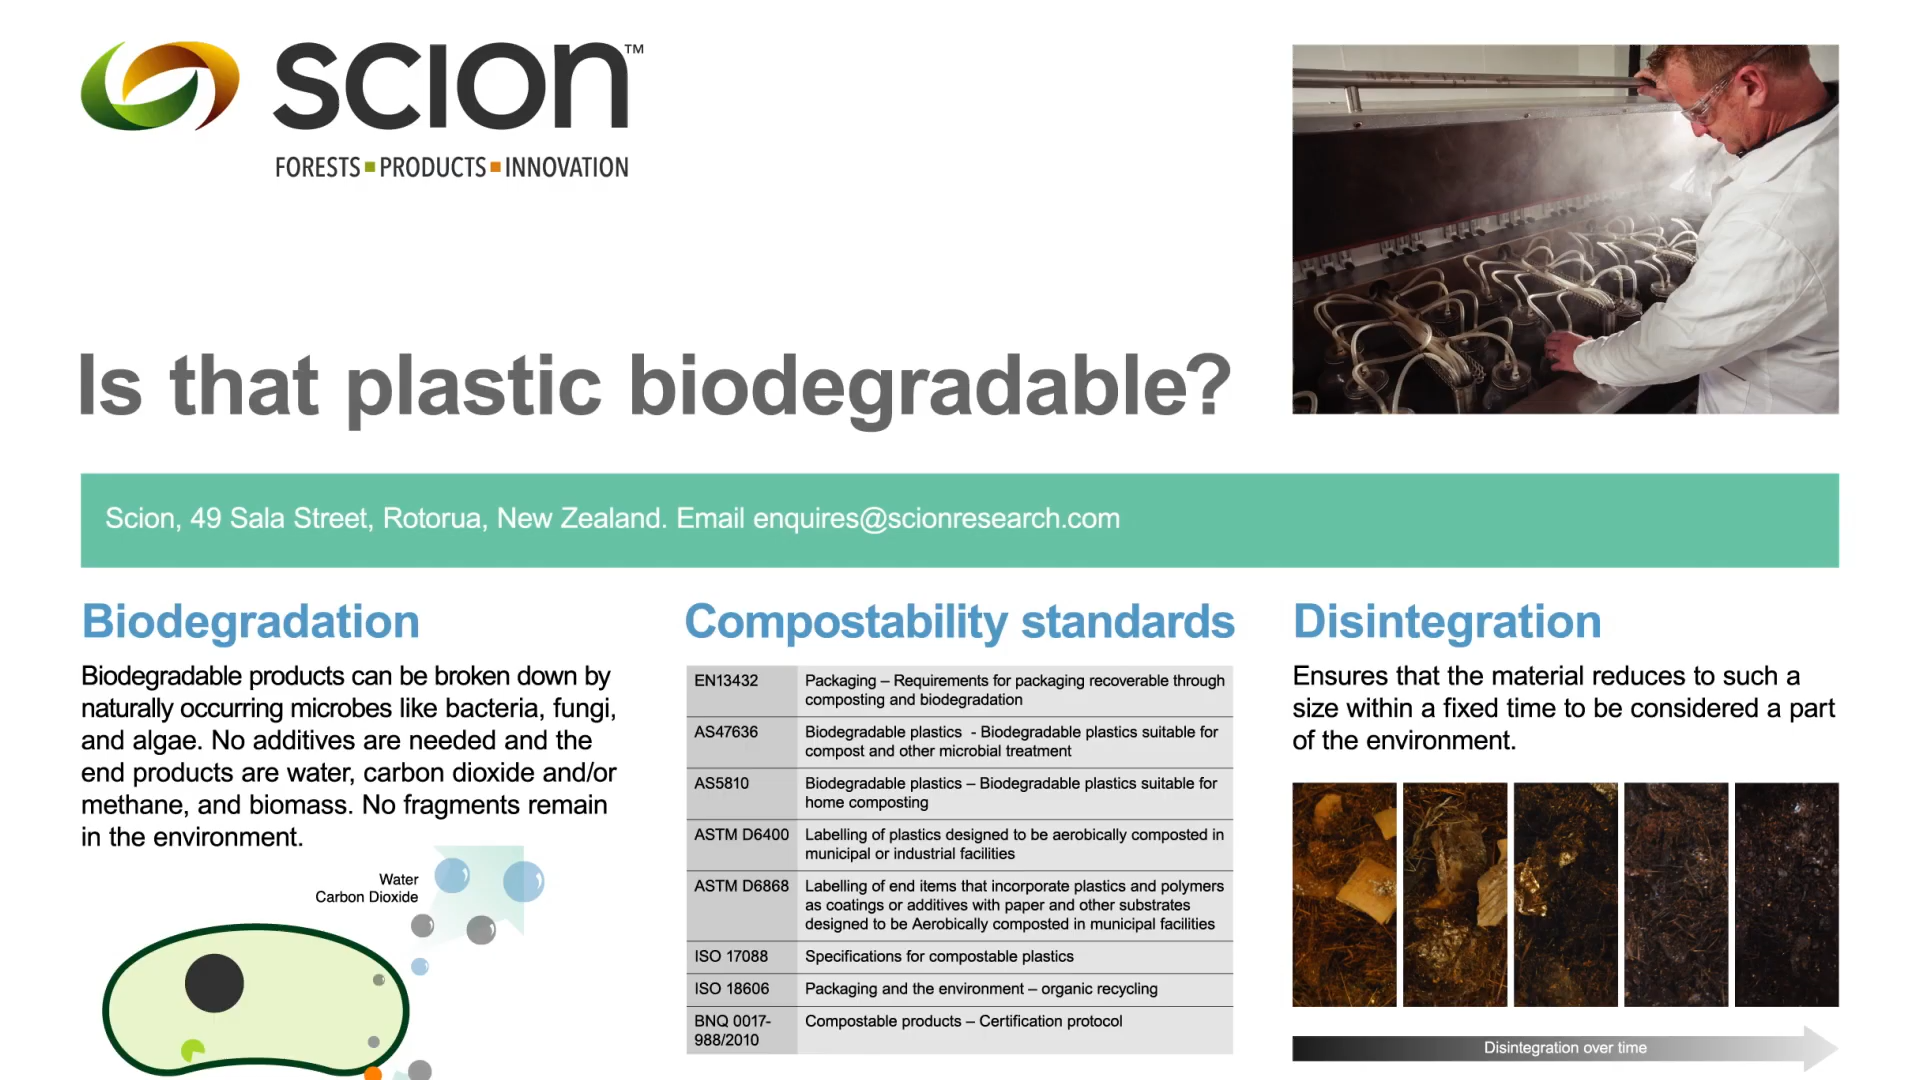 scion™
FORESTS PRODUCTS INNOVATION
Is that plastic biodegradable?
Scion, 49 Sala Street, Rotorua, New Zealand. Email enquires@scionresearch.com
Biodegradation
Biodegradable products can be broken down by
naturally occurring microbes like bacteria, fungi,
and algae. No additives are needed and the
end products are water, carbon dioxide and/or
methane, and biomass. No fragments remain
in the environment.
Water
Carbon Dioxide
Compostability standards
EN13432 Packaging – Requirements for packaging recoverable through
composting and biodegradation
AS47636 Biodegradable plastics - Biodegradable plastics suitable for
compost and other microbial treatment
AS5810 Biodegradable plastics – Biodegradable plastics suitable for
home composting
ASTM D6400 Labelling of plastics designed to be aerobically composted in
municipal or industrial facilities
ASTM D6868 Labelling of end items that incorporate plastics and polymers
as coatings or additives with paper and other substrates
designed to be Aerobically composted in municipal facilities
ISO 17088 Specifications for compostable plastics
ISO 18606 Packaging and the environment – organic recycling
BNQ 0017- Compostable products – Certification protocol
988/2010
Disintegration
Ensures that the material reduces to such a
size within a fixed time to be considered a part
of the environment.
Disintegration over time